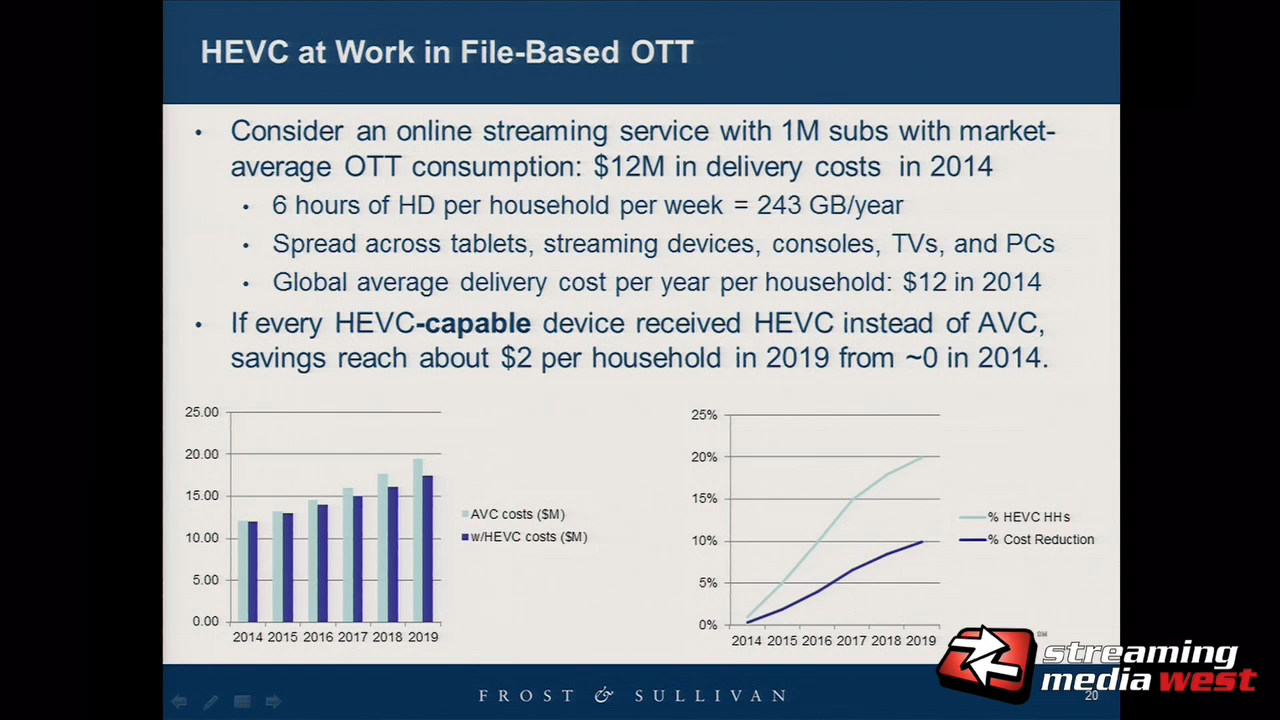 HEVC at Work in File-Based OTT
• Consider an online streaming service with 1M subs with market-
average OTT consumption: $12M in delivery costs in 2014
• 6 hours of HD per household per week = 243 GB/year
• Spread across tablets, streaming devices, consoles, TVs, and PCs
• Global average delivery cost per year per household: $12 in 2014
• If every HEVC-capable device received HEVC instead of AVC,
savings reach about $2 per household in 2019 from ~0 in 2014.
25.00
20.00
15.00
10.00
5.00
0.00
2014 2015 2016 2017 2018 2019
AVC costs ($M)
w/HEVC costs ($M)
25%
20%
15%
10%
5%
0%
2014 2015 2016 2017 2018 2019
% HEVC HHs
% Cost Reduction
FROST & SULLIVAN
20
SM
streaming
media west